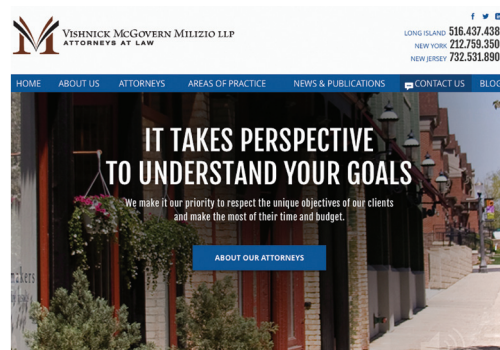 VISHNICK MCGOVERN MILIZIO LLP
ATTORNEYS AT LAW
LONG ISLAND 516.437.438
NEW YORK 212.759.350
NEW JERSEY 732.531.890
HOME ABOUT US ATTORNEYS AREAS OF PRACTICE NEWS & PUBLICATIONS CONTACT US BLOG
IT TAKES PERSPECTIVE
TO UNDERSTAND YOUR GOALS
We make it our priority to respect the unique objectives of our clients
and make the most of their time and budget.
ABOUT OUR ATTORNEYS